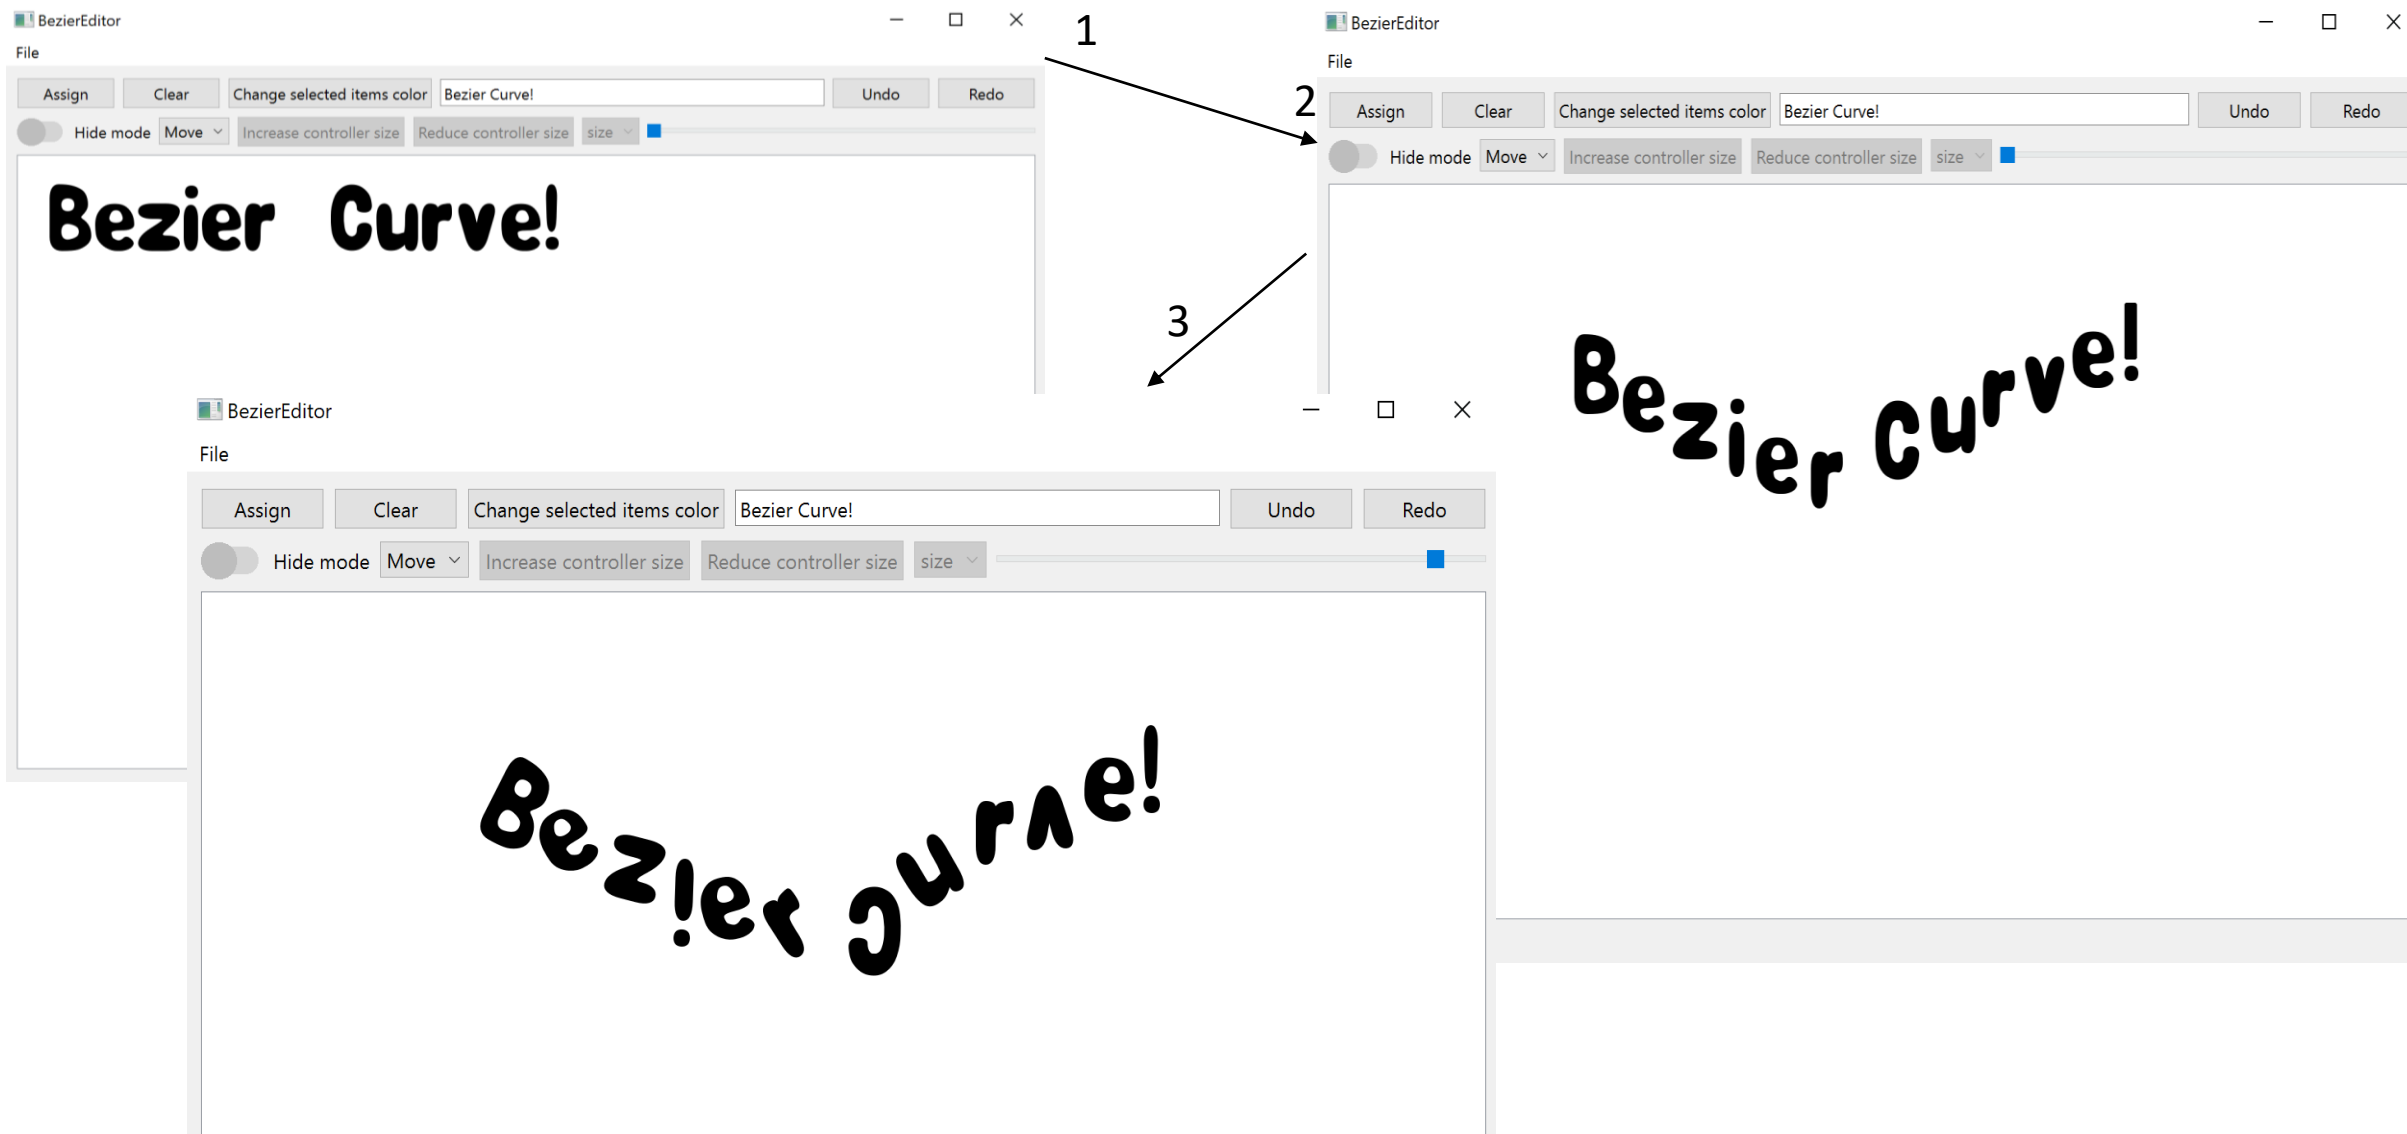 BezierEditor
File
Assign Clear Change selected items color Bezier Curve! Undo Redo
Hide mode Move Increase controller size Reduce controller size size
Bezier Curve!
1
2
BezierEditor
File
Assign Clear Change selected items color Bezier Curve! Undo Redo
Hide mode Move Increase controller size Reduce controller size size
Bezier Curve!
3
BezierEditor
File
Assign Clear Change selected items color Bezier Curve! Undo Redo
Hide mode Move Increase controller size Reduce controller size size
Bezier Curve!